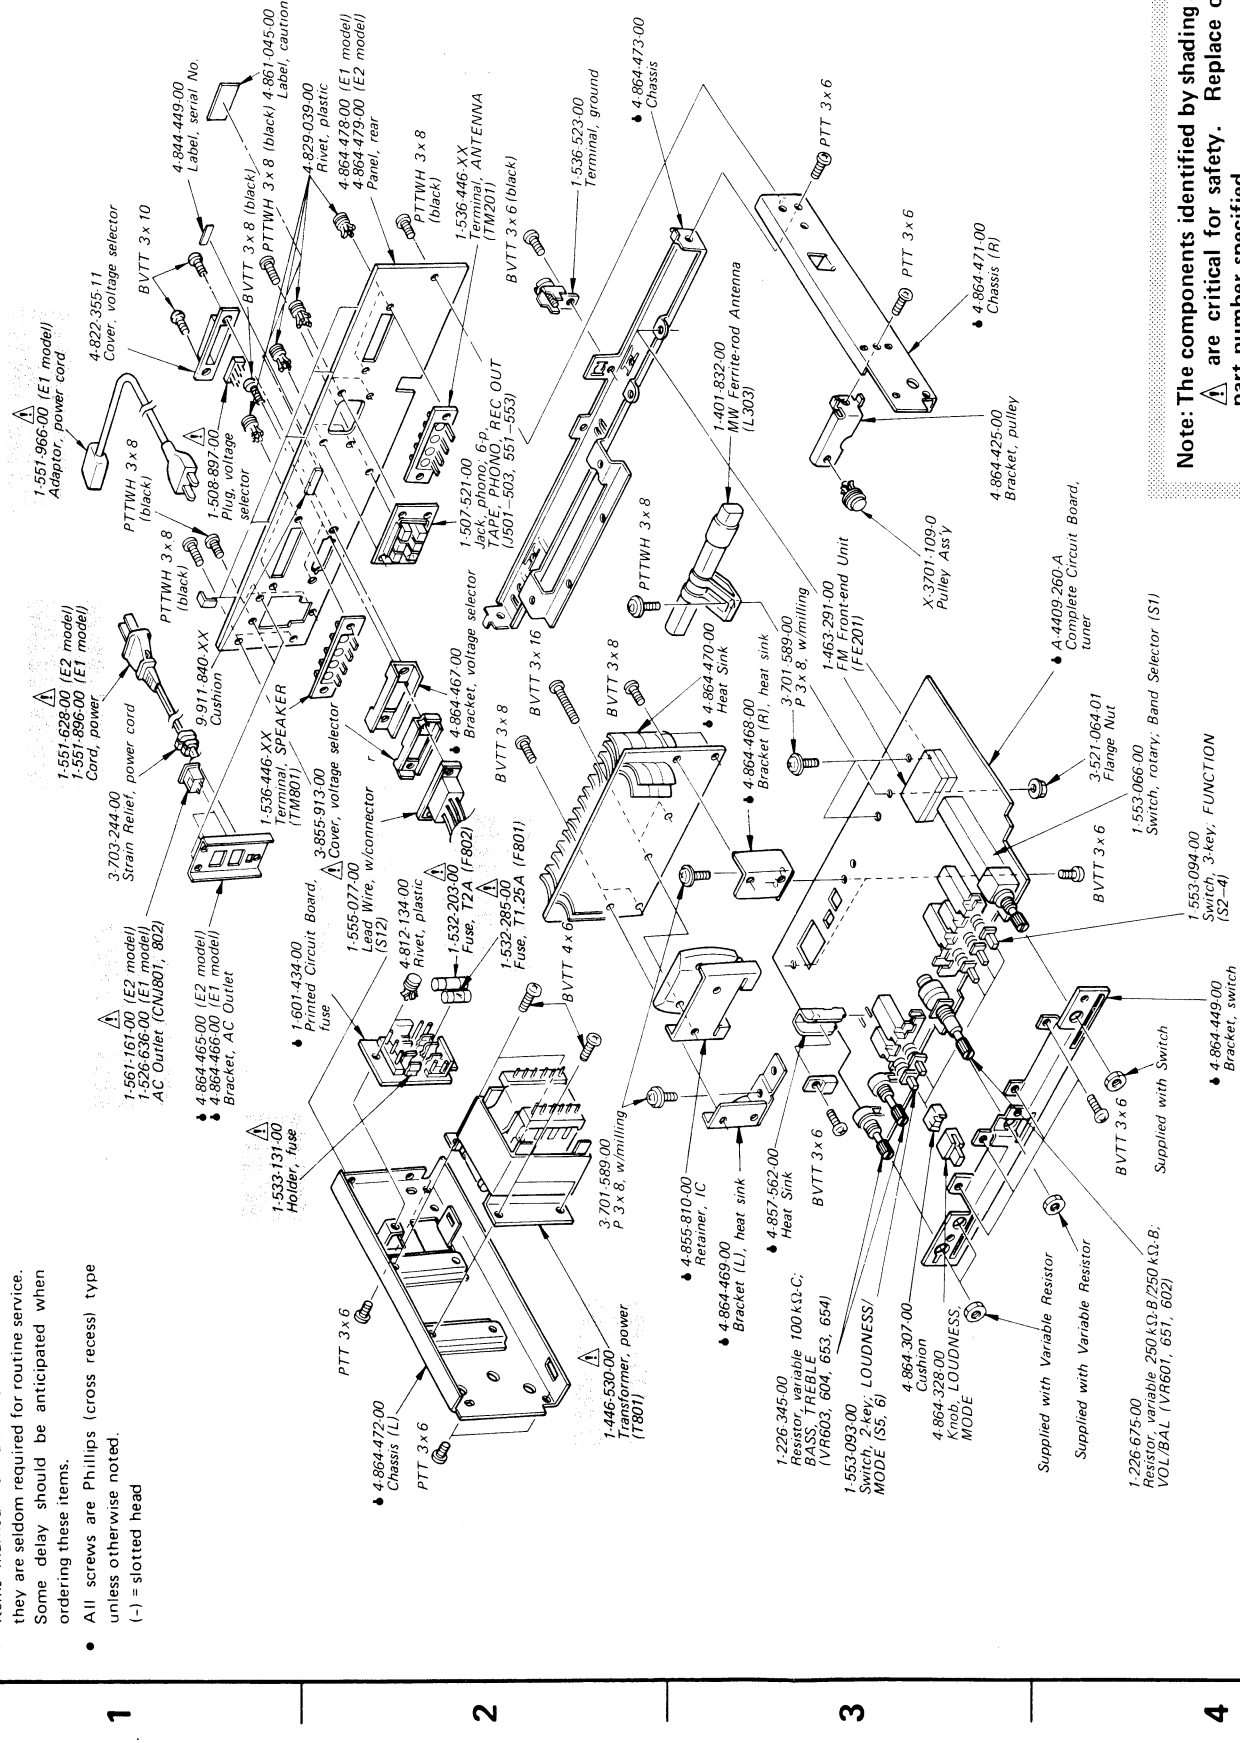 they are seldom required for routine service.
Some delay should be anticipated when
ordering these items.
• All screws are Phillips (cross recess) type
unless otherwise noted.
(-) = slotted head
1
2
3
4
⚠
1-551-966-00 (E1 model)
Adaptor, power cord
4-822-355-11
Cover, voltage selector
BVTT 3 x 10
4-844-449-00
Label, serial No.
BVTT 3 x 8 (black)
PTTWH 3 x 8 (black)
4-861-045-00
Label, caution
4-829-039-00
Rivet, plastic
4-864-478-00 (E1 model)
4-864-479-00 (E2 model)
Panel, rear
PTTWH 3 x 8
(black)
1-536-446-XX
Terminal, ANTENNA
(TM201)
BVTT 3 x 6 (black)
1-536-523-00
Terminal, ground
4-864-473-00
Chassis
PTT 3 x 6
PTT 3 x 6
4-864-471-00
Chassis (R)
4-864-425-00
Bracket, pulley
X-3701-109-0
Pulley Ass'y
1-401-832-00
MW Ferrite-rod Antenna
(L303)
PTTWH 3 x 8
PTTWH 3 x 8
(black)
⚠
1-508-897-00
Plug, voltage
selector
PTTWH 3 x 8
(black)
1-507-521-00
Jack, phono; 6-p,
TAPE, PHONO, REC OUT
(J501—503, 551—553)
⚠
1-551-628-00 (E2 model)
1-551-896-00 (E1 model)
Cord, power
3-703-244-00
Strain Relief, power cord
9-911-840-XX
Cushion
1-536-446-XX
Terminal, SPEAKER
(TM801)
3-855-913-00
Cover, voltage selector
r
4-864-467-00
Bracket, voltage selector
⚠
1-555-077-00
Lead Wire, w/connector
(S12)
⚠
1-561-161-00 (E2 model)
1-526-636-00 (E1 model)
AC Outlet (CNJ801, 802)
4-864-465-00 (E2 model)
4-864-466-00 (E1 model)
Bracket, AC Outlet
1-601-434-00
Printed Circuit Board,
fuse
4-812-134-00
Rivet, plastic
⚠
1-532-203-00
Fuse, T2A (F802)
⚠
1-532-285-00
Fuse, T1.25A (F801)
⚠
1-533-131-00
Holder, fuse
BVTT 4 x 6
BVTT 3 x 8
BVTT 3 x 16
BVTT 3 x 8
4-864-470-00
Heat Sink
4-864-468-00
Bracket (R), heat sink
3-701-589-00
P 3 x 8, w/milling
1-463-291-00
FM Front-end Unit
(FE201)
A-4409-260-A
Complete Circuit Board,
tuner
3-521-064-01
Flange Nut
1-553-066-00
Switch, rotary; Band Selector (S1)
BVTT 3 x 6
1-553-094-00
Switch, 3-key; FUNCTION
(S2—4)
4-864-449-00
Bracket, switch
Supplied with Switch
BVTT 3 x 6
3-701-589-00
P 3 x 8, w/milling
4-855-810-00
Retainer, IC
4-864-469-00
Bracket (L), heat sink
4-857-562-00
Heat Sink
BVTT 3 x 6
PTT 3 x 6
4-864-472-00
Chassis (L)
PTT 3 x 6
⚠
1-446-530-00
Transformer, power
(T801)
1-226-345-00
Resistor, variable 100 kΩ-C;
BASS, TREBLE
(VR603, 604, 653, 654)
1-553-093-00
Switch, 2-key; LOUDNESS/
MODE (S5, 6)
4-864-307-00
Cushion
4-864-328-00
Knob, LOUDNESS,
MODE
Supplied with Variable Resistor
Supplied with Variable Resistor
1-226-675-00
Resistor, variable 250 kΩ-B/250 kΩ-B;
VOL/BAL (VR601, 651, 602)
Note: The components identified by shading
⚠ are critical for safety. Replace
part number specified